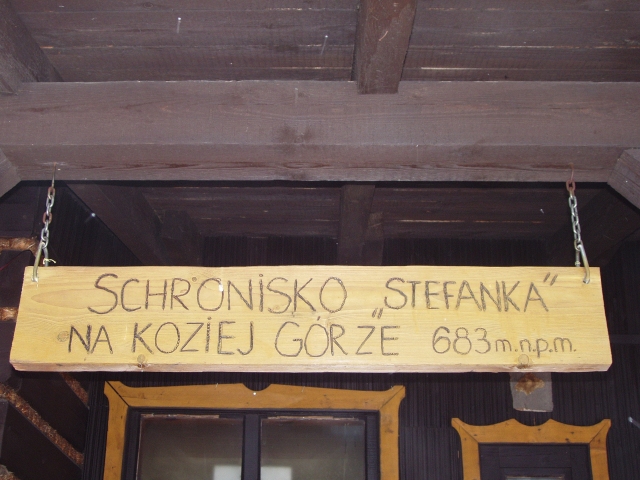 SCHRONISKO „STEFANKA"
NA KOZIEJ GÓRZE 683 m.n.p.m.